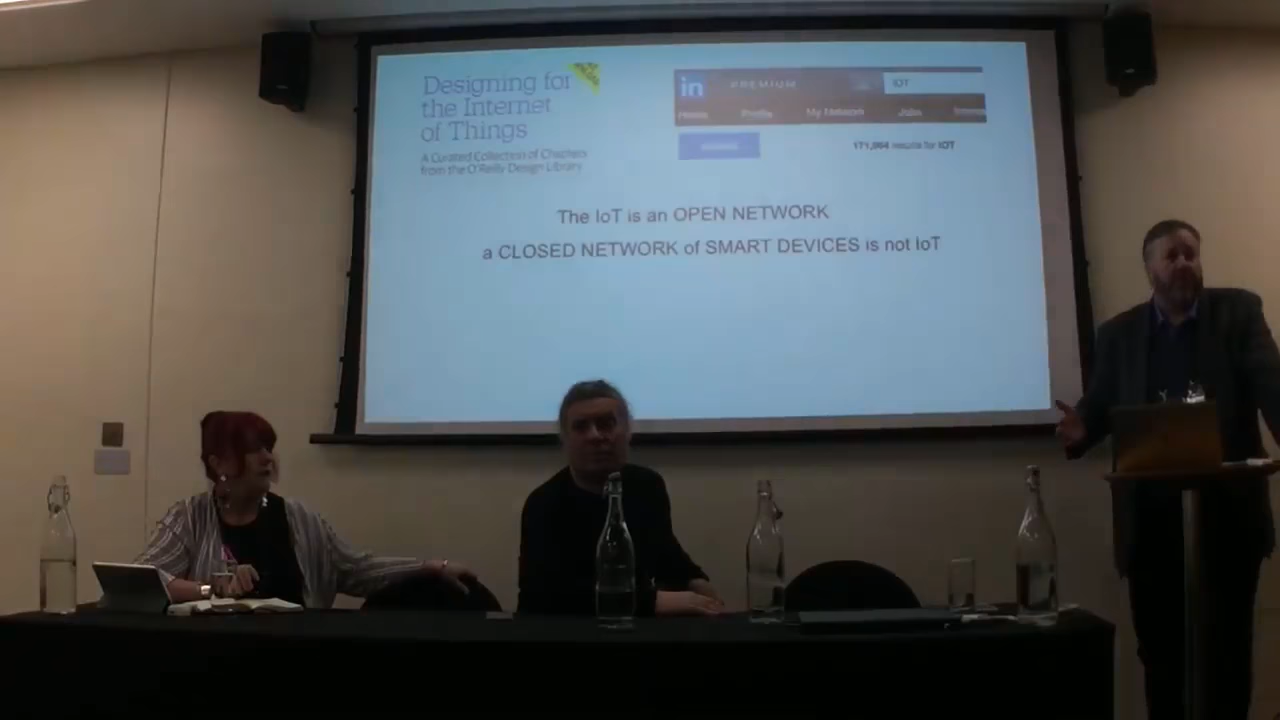 Designing for
the Internet
of Things
A Curated Collection of Chapters
from the O'Reilly Design Library
in PREMIUM IOT
Home Profile My Network Jobs
171,064 results for IOT
The IoT is an OPEN NETWORK
a CLOSED NETWORK of SMART DEVICES is not IoT